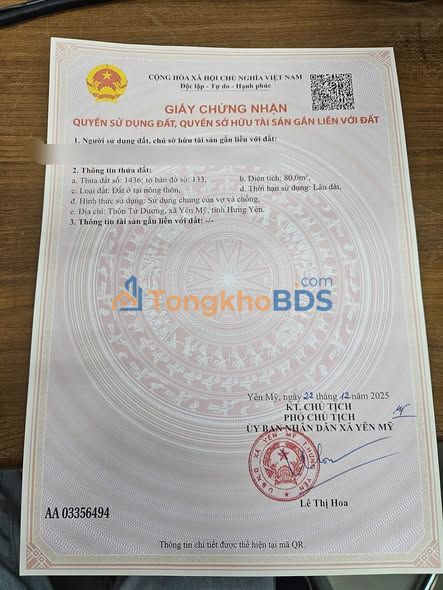 CỘNG HÒA XÃ HỘI CHỦ NGHĨA VIỆT NAM
Độc lập - Tự do - Hạnh phúc
GIẤY CHỨNG NHẬN
QUYỀN SỬ DỤNG ĐẤT, QUYỀN SỞ HỮU TÀI SẢN GẮN LIỀN VỚI ĐẤT
1. Người sử dụng đất, chủ sở hữu tài sản gắn liền với đất:
2. Thông tin thửa đất:
a. Thửa đất số: 1436; tờ bản đồ số: 133, b. Diện tích: 80,0m²,
c. Loại đất: Đất ở tại nông thôn, d. Thời hạn sử dụng: Lâu dài,
đ. Hình thức sử dụng: Sử dụng chung của vợ và chồng,
e. Địa chỉ: Thôn Từ Dương, xã Yên Mỹ, tỉnh Hưng Yên.
3. Thông tin tài sản gắn liền với đất: -/-
TongkhoBDS.com
Yên Mỹ, ngày 22 tháng 12 năm 2025
KT. CHỦ TỊCH
PHÓ CHỦ TỊCH
ỦY BAN NHÂN DÂN XÃ YÊN MỸ
U.B.N.D XÃ YÊN MỸ T.HƯNG YÊN
Lê Thị Hoa
AA 03356494
Thông tin chi tiết được thể hiện tại mã QR.